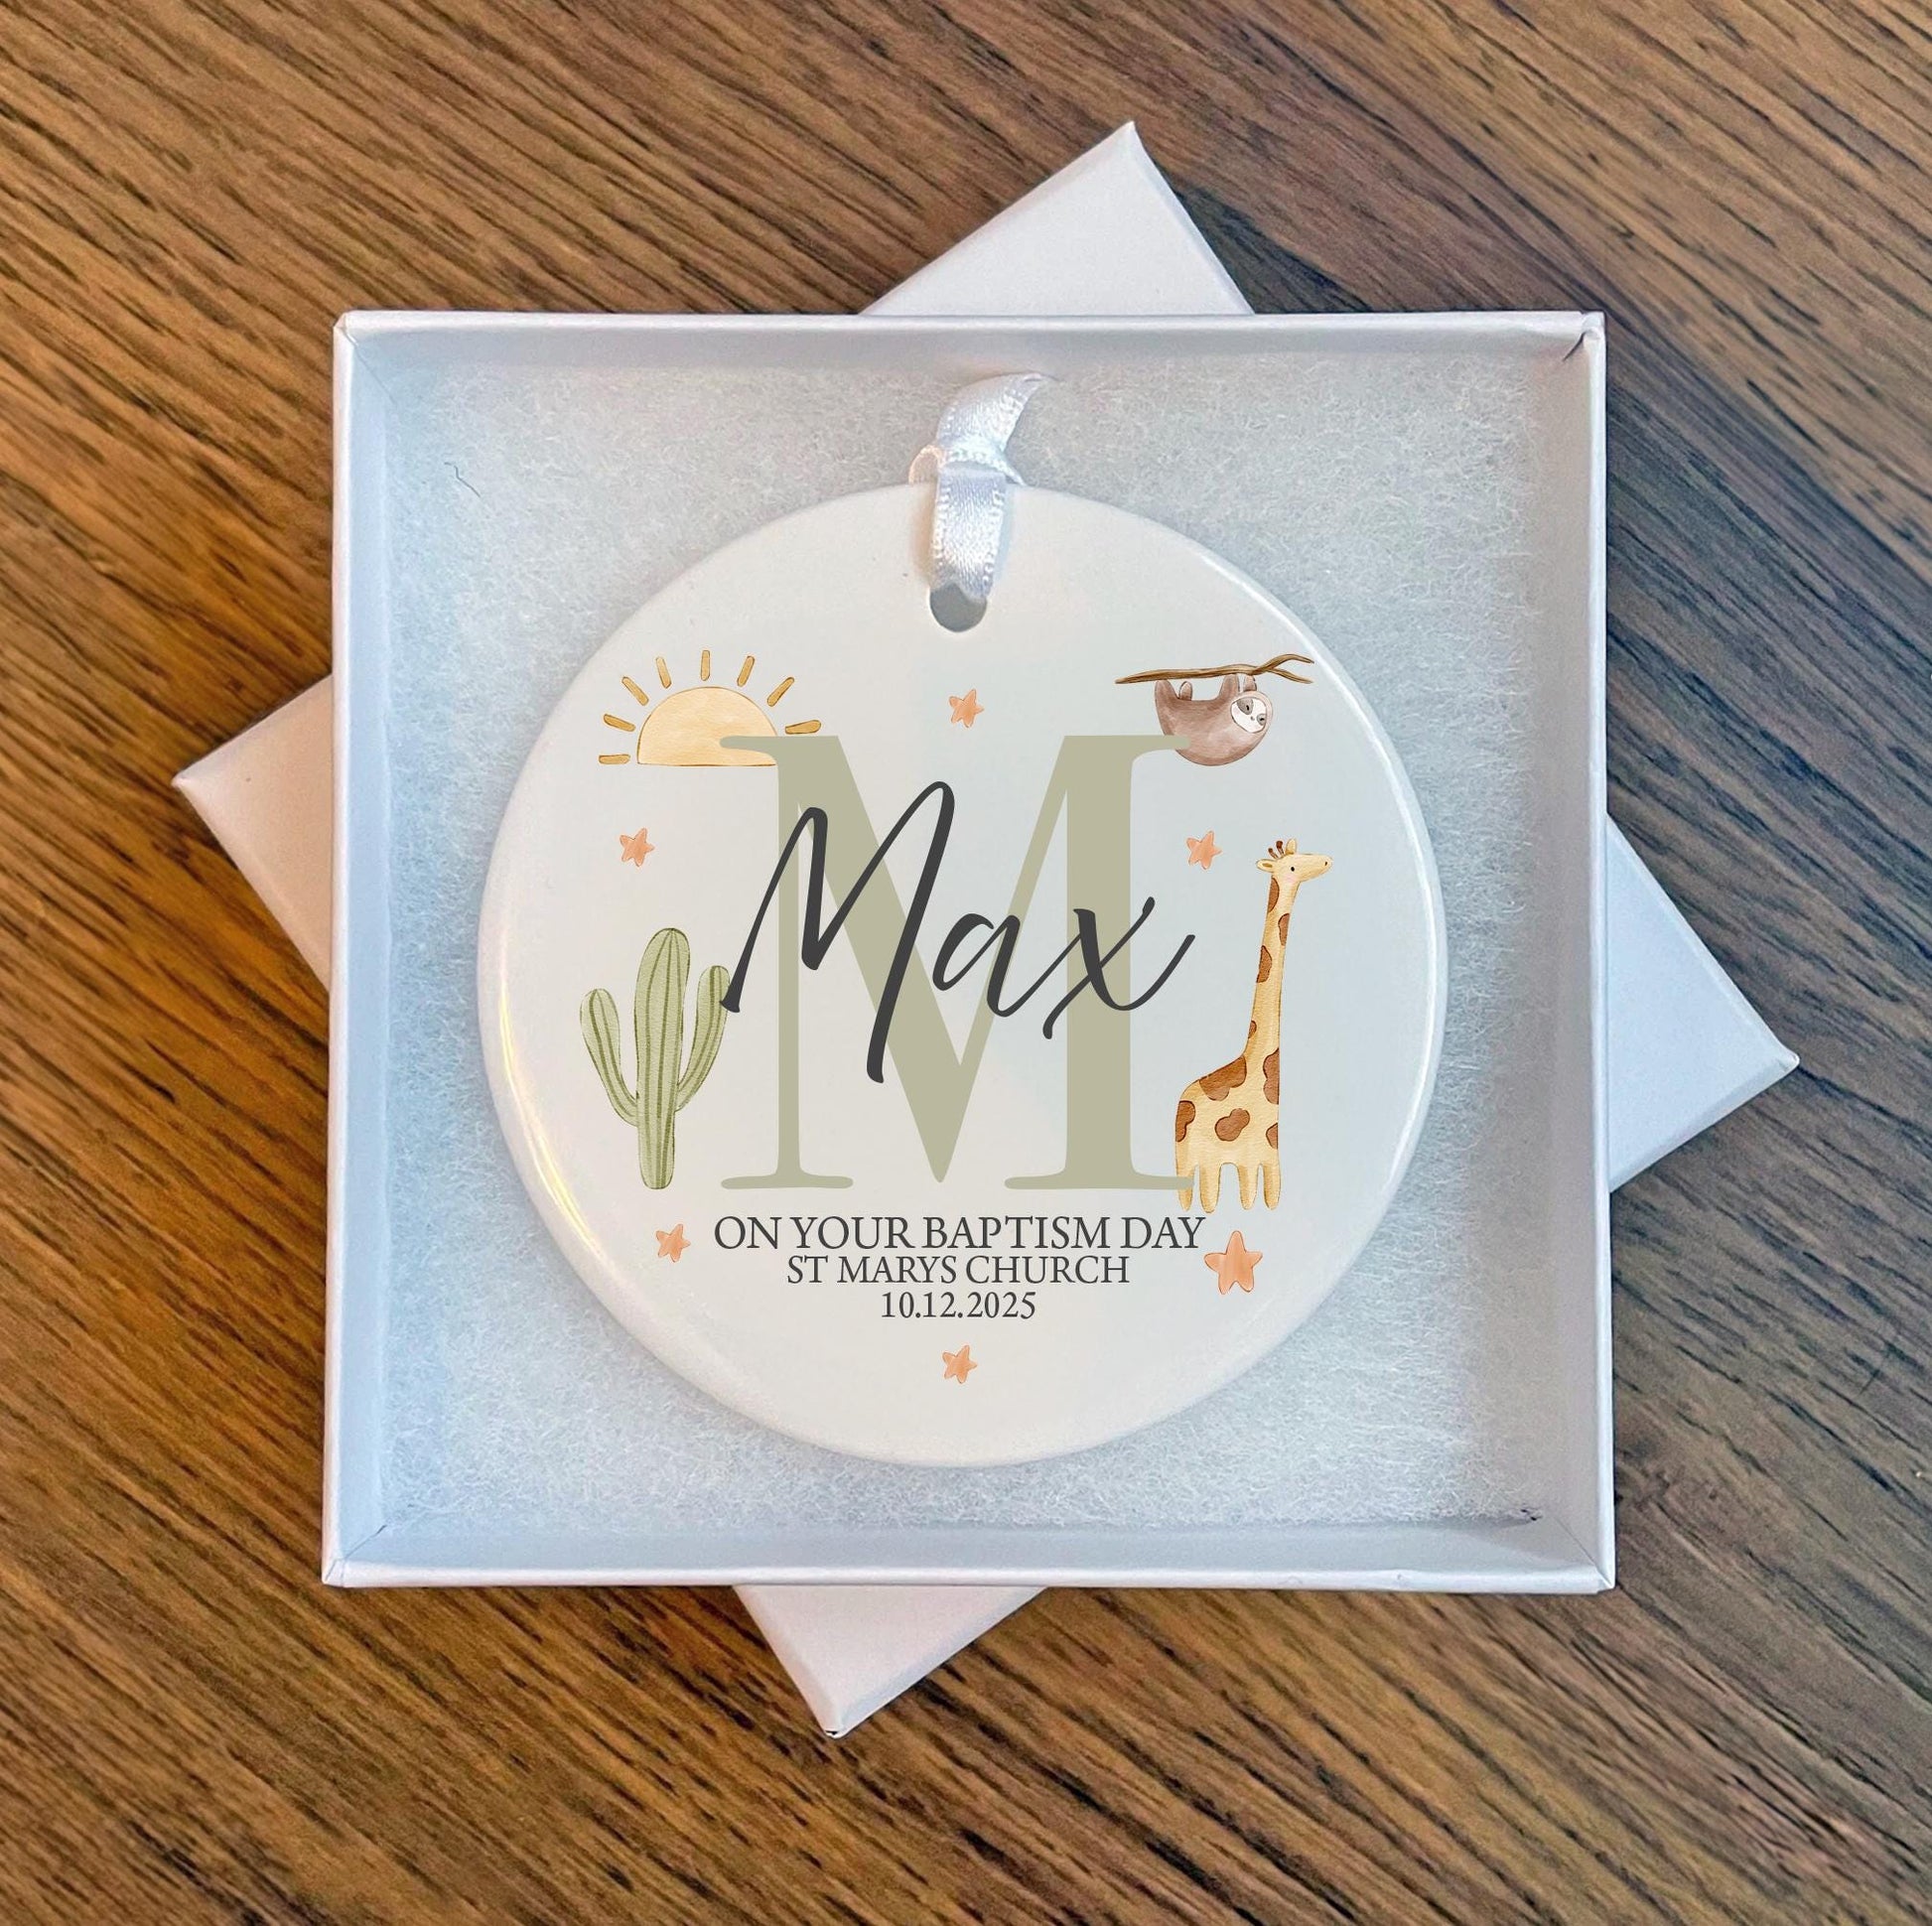 M
Max
ON YOUR BAPTISM DAY
ST MARYS CHURCH
10.12.2025